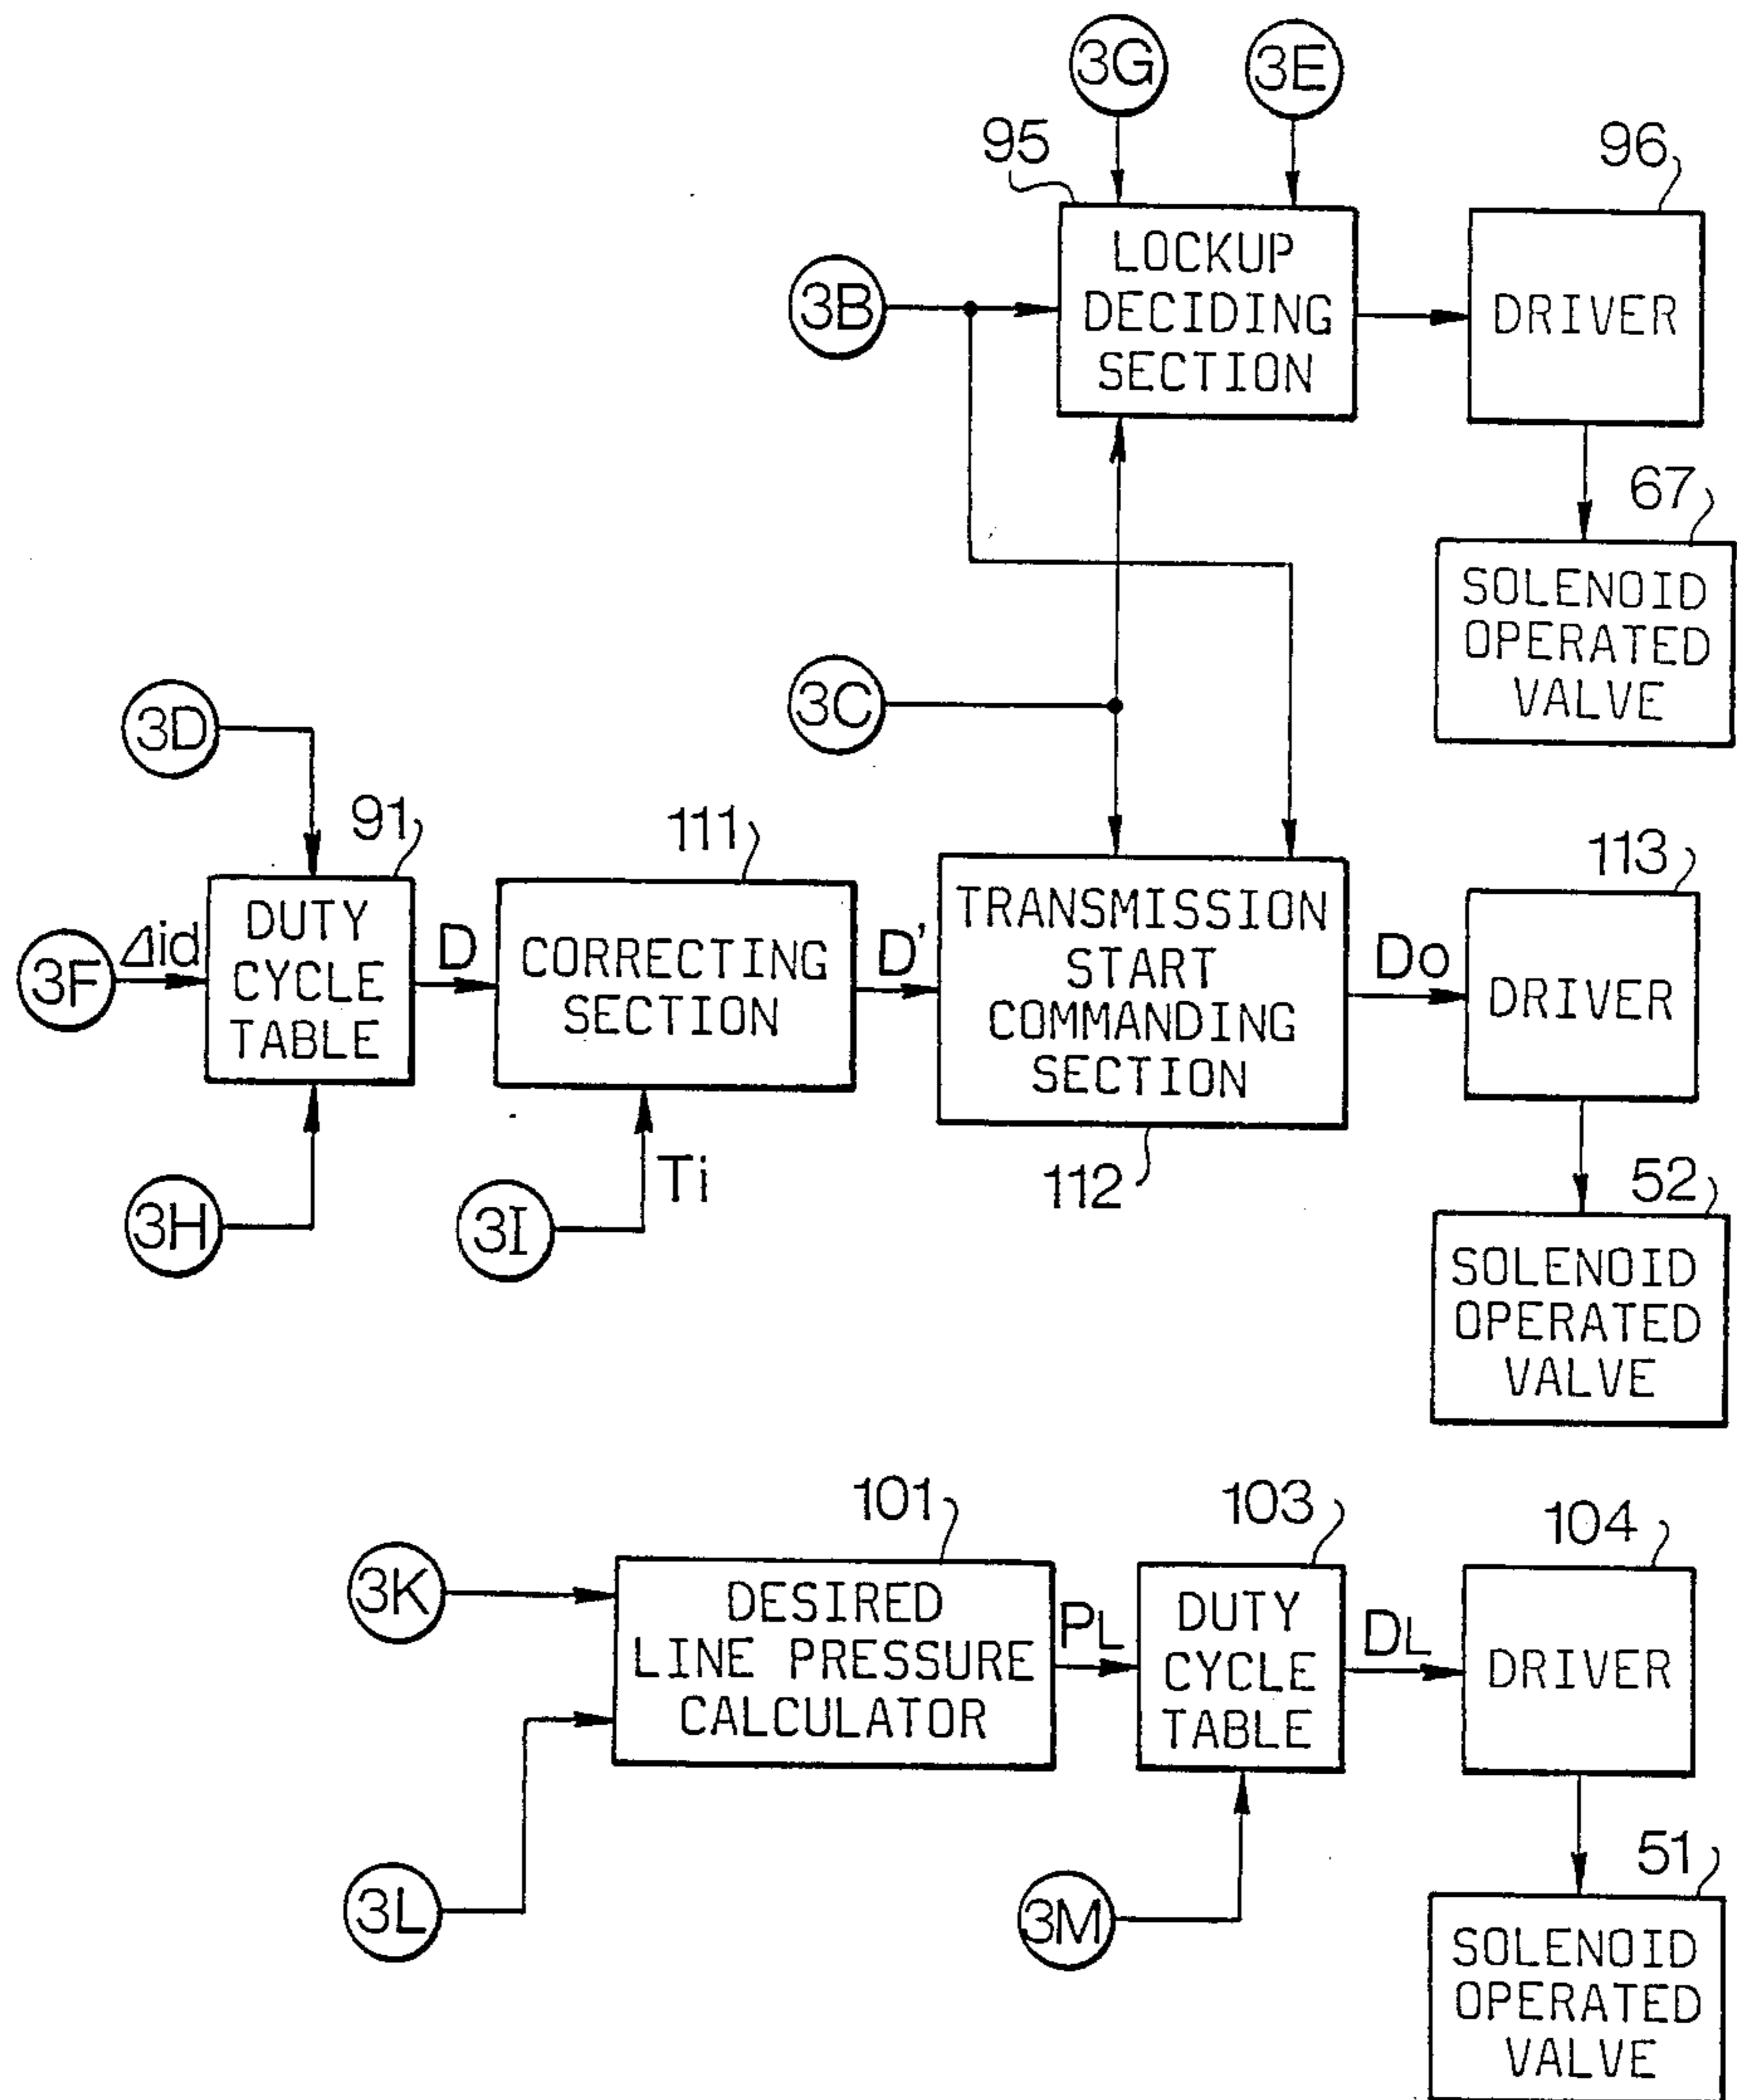 3G
3E
95
96
LOCKUP
DECIDING
SECTION
3B
DRIVER
67
SOLENOID
OPERATED
VALVE
3C
3D
91
111
113
DUTY
CYCLE
TABLE
3F
Δid
D
CORRECTING
SECTION
D'
TRANSMISSION
START
COMMANDING
SECTION
Do
DRIVER
3H
3I
Ti
112
52
SOLENOID
OPERATED
VALVE
101
103
104
3K
DESIRED
LINE PRESSURE
CALCULATOR
PL
DUTY
CYCLE
TABLE
DL
DRIVER
3L
3M
51
SOLENOID
OPERATED
VALVE